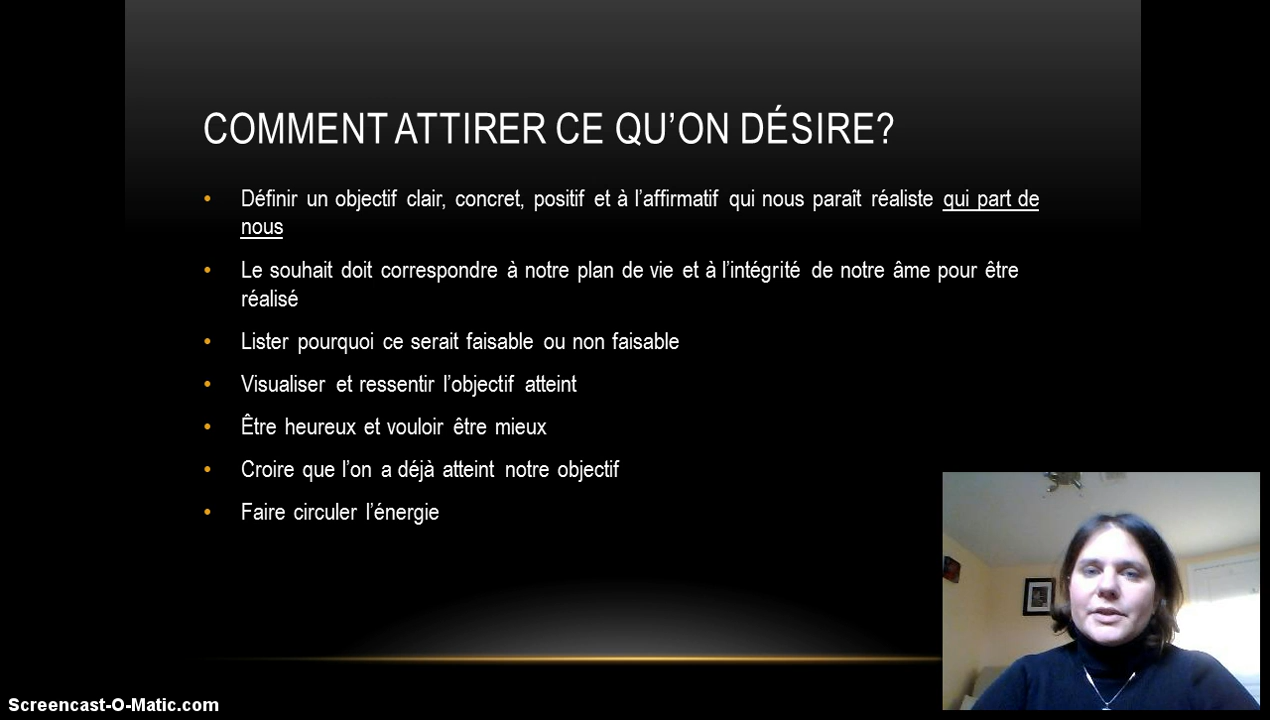 COMMENT ATTIRER CE QU’ON DÉSIRE?
• Définir un objectif clair, concret, positif et à l’affirmatif qui nous paraît réaliste qui part de
nous
• Le souhait doit correspondre à notre plan de vie et à l’intégrité de notre âme pour être
réalisé
• Lister pourquoi ce serait faisable ou non faisable
• Visualiser et ressentir l’objectif atteint
• Être heureux et vouloir être mieux
• Croire que l’on a déjà atteint notre objectif
• Faire circuler l’énergie
Screencast-O-Matic.com